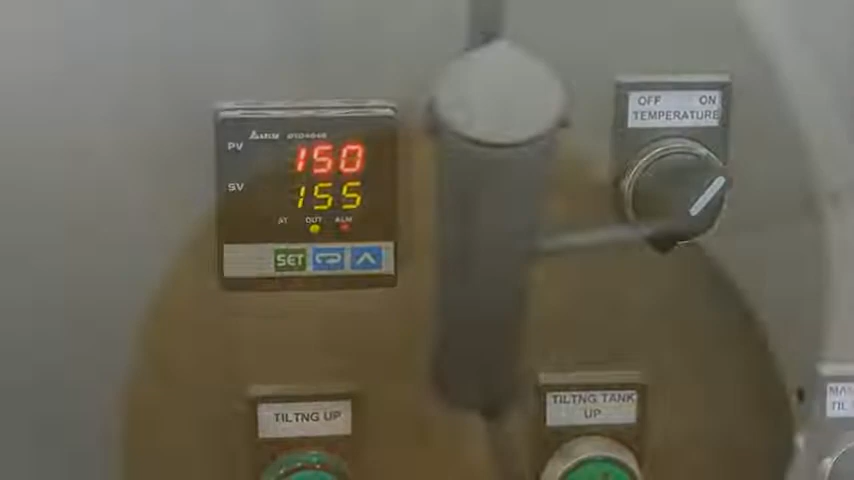 PV
150
SV
155
AT OUT ALM
SET
OFF ON
TEMPERATURE
TILTNG UP
TILTNG TANK
UP